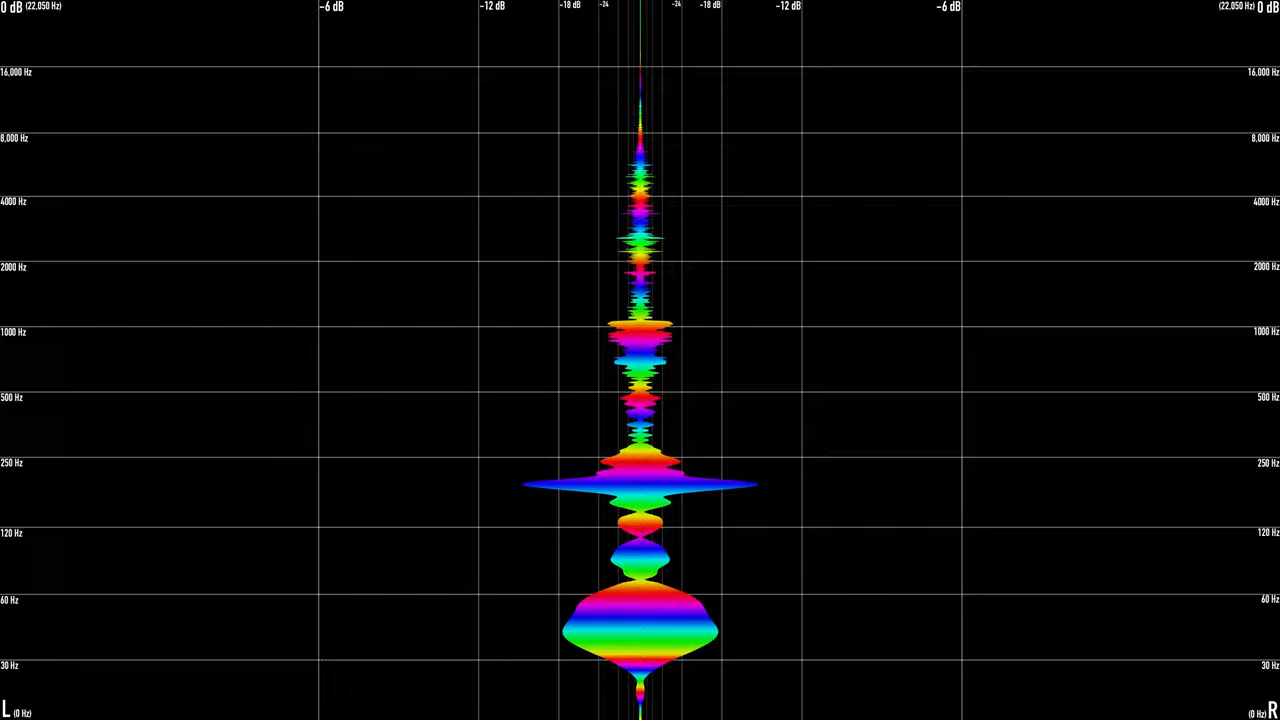 0 dB (22,050 Hz) -6 dB -12 dB -18 dB -24 -24 -18 dB -12 dB -6 dB (22,050 Hz) 0 dB
16,000 Hz 16,000 Hz
8,000 Hz 8,000 Hz
4000 Hz 4000 Hz
2000 Hz 2000 Hz
1000 Hz 1000 Hz
500 Hz 500 Hz
250 Hz 250 Hz
120 Hz 120 Hz
60 Hz 60 Hz
30 Hz 30 Hz
L (0 Hz) (0 Hz) R